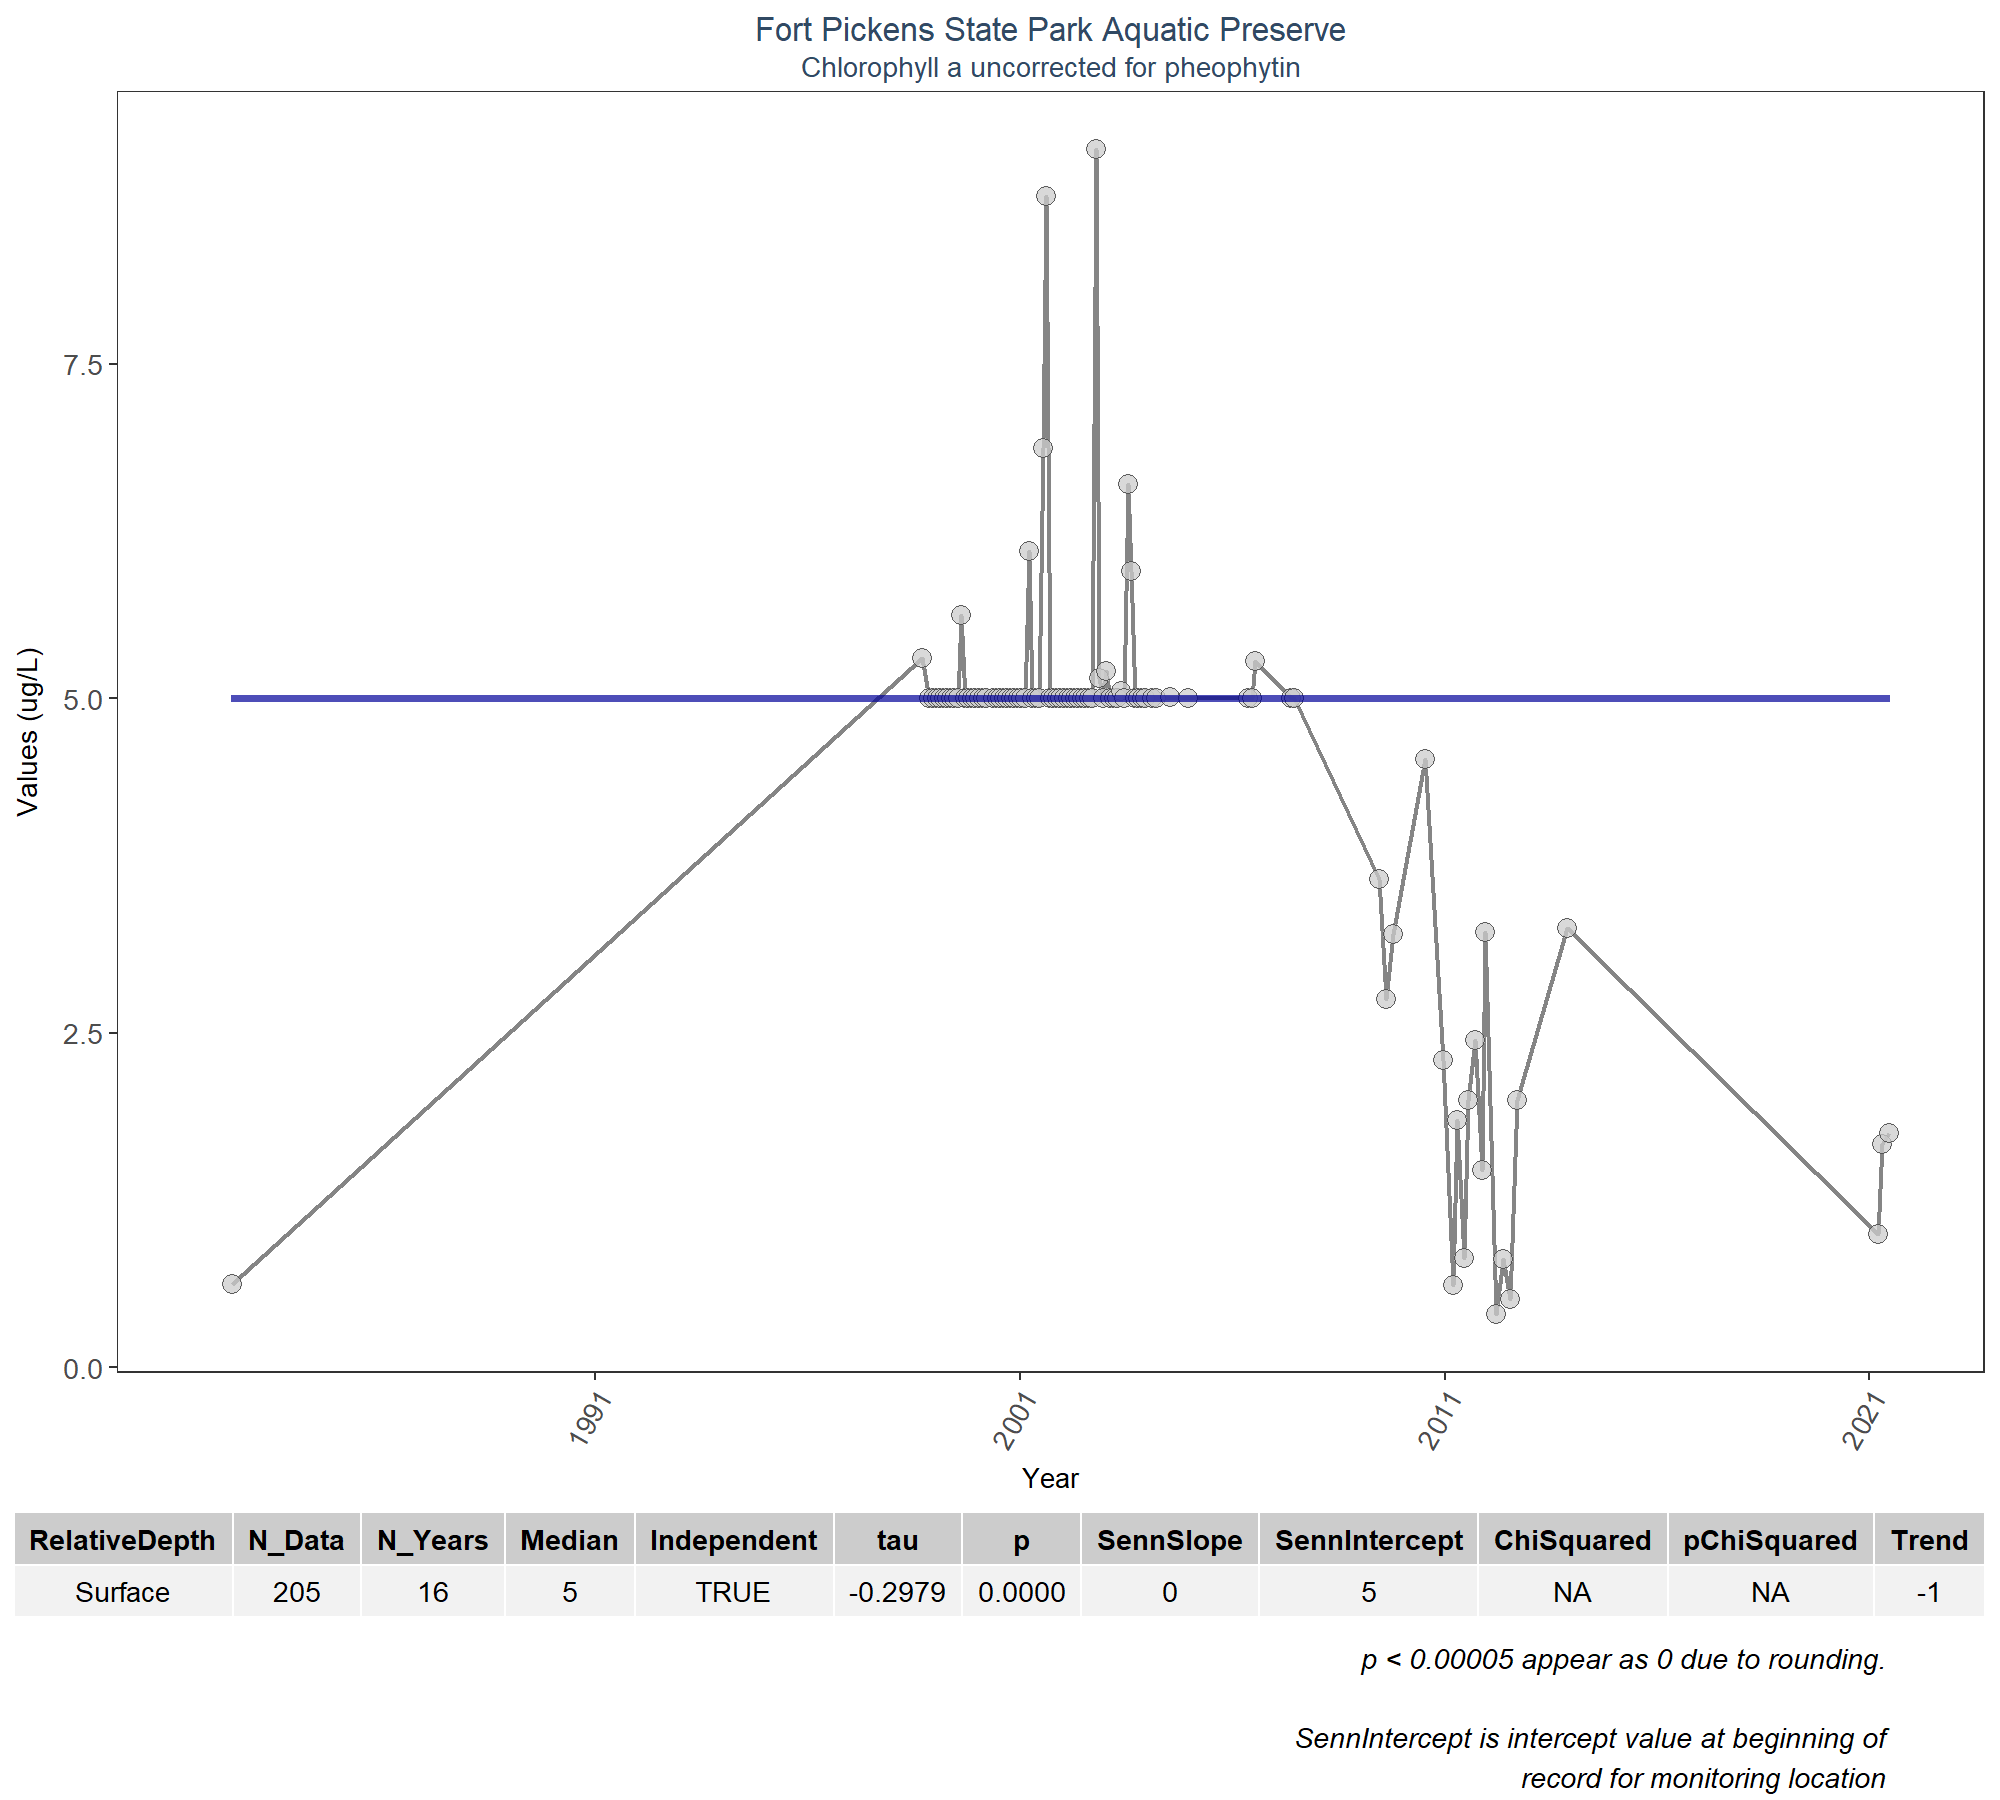 Fort Pickens State Park Aquatic Preserve
Chlorophyll a uncorrected for pheophytin
Values (ug/L)
7.5
5.0
2.5
0.0
1991 2001 2011 2021
Year
RelativeDepth N_Data N_Years Median Independent tau p SennSlope SennIntercept ChiSquared pChiSquared Trend
Surface 205 16 5 TRUE -0.2979 0.0000 0 5 NA NA -1
p < 0.00005 appear as 0 due to rounding.
SennIntercept is intercept value at beginning of
record for monitoring location